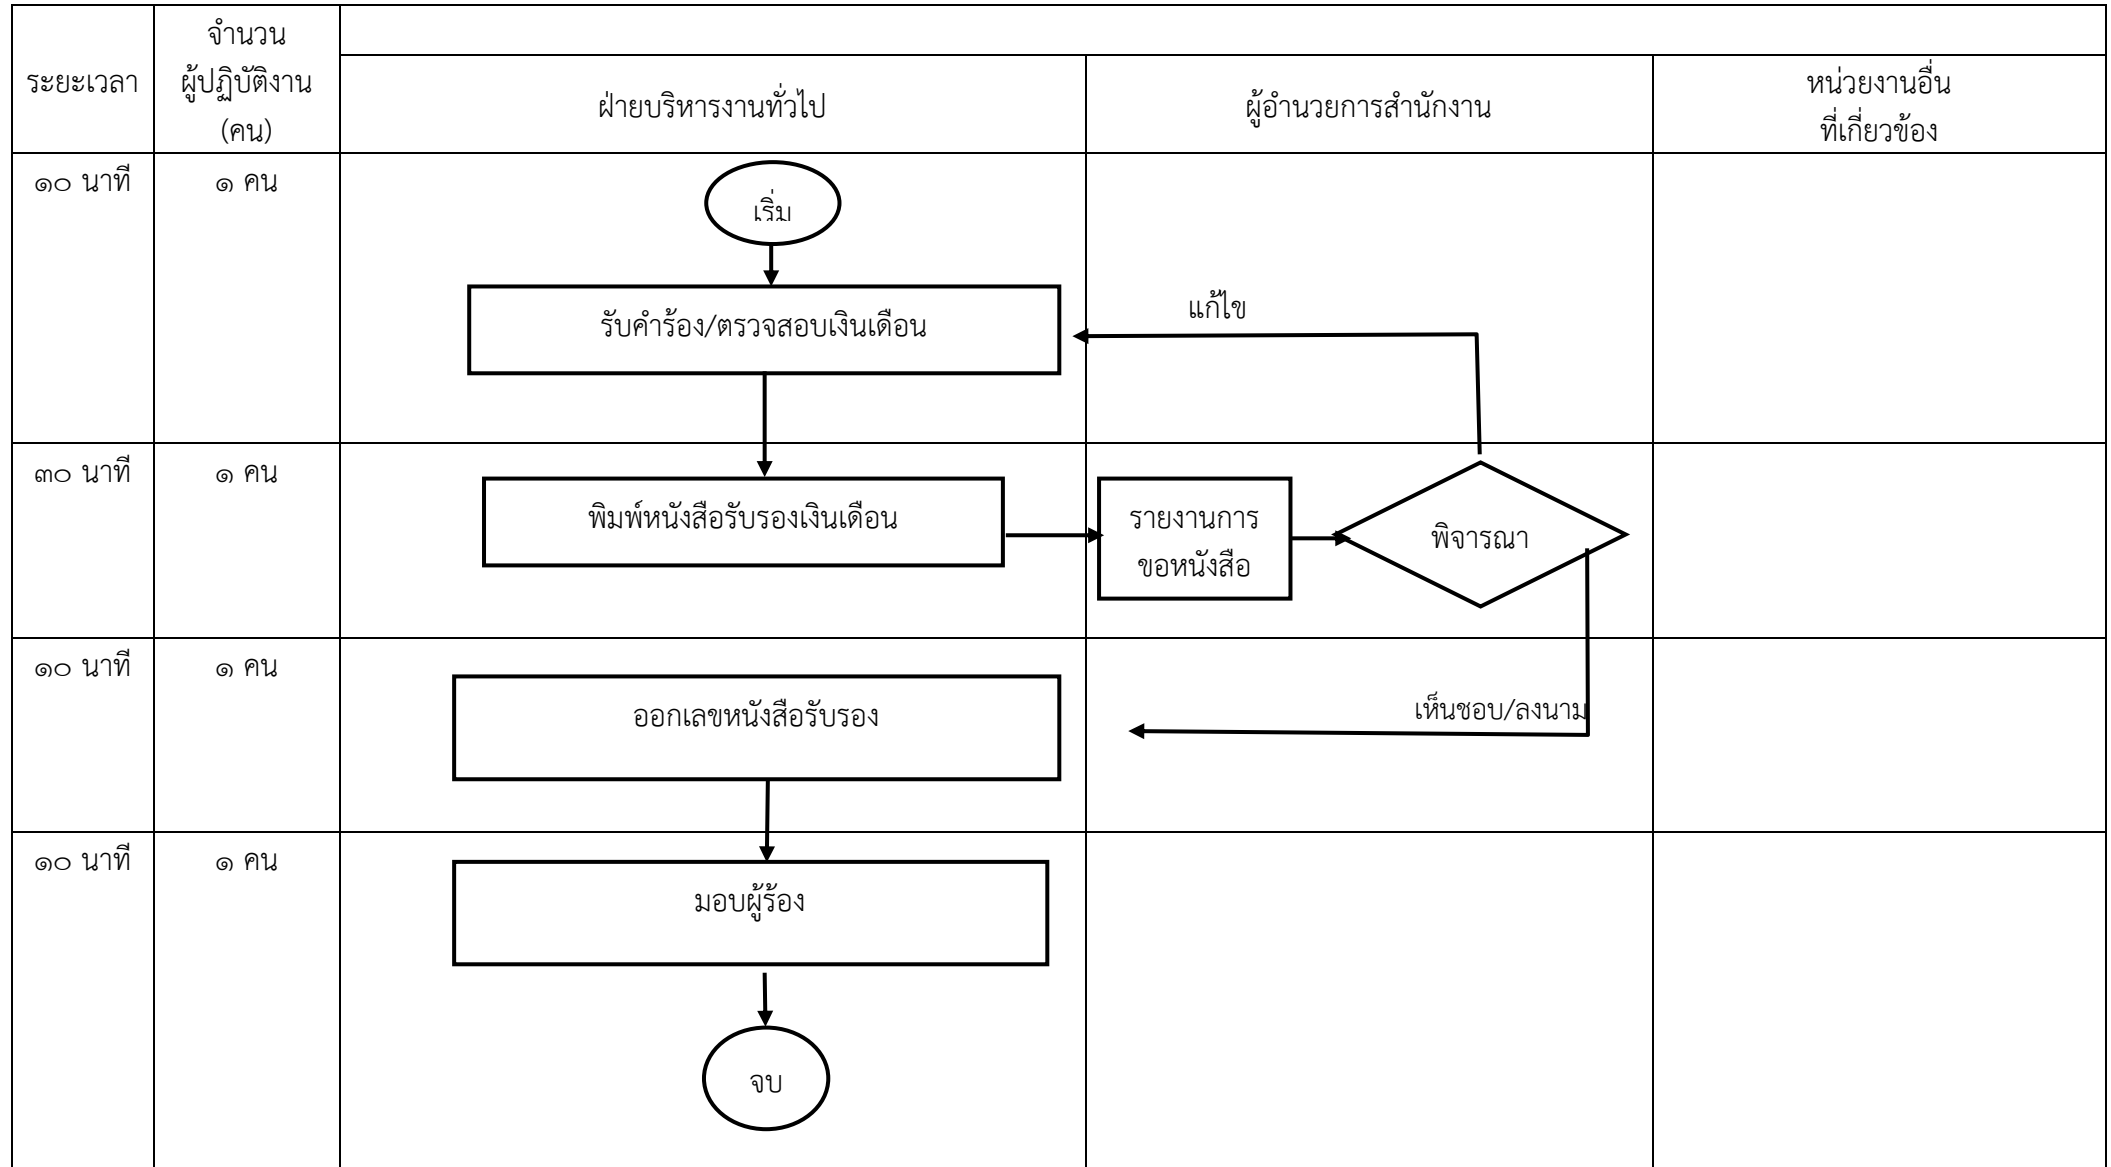 ระยะเวลา
จำนวน
ผู้ปฏิบัติงาน
(คน)
ฝ่ายบริหารงานทั่วไป
ผู้อำนวยการสำนักงาน
หน่วยงานอื่น
ที่เกี่ยวข้อง
๑๐ นาที
๑ คน
เริ่ม
รับคำร้อง/ตรวจสอบเงินเดือน
แก้ไข
๓๐ นาที
๑ คน
พิมพ์หนังสือรับรองเงินเดือน
รายงานการ
ขอหนังสือ
พิจารณา
๑๐ นาที
๑ คน
ออกเลขหนังสือรับรอง
เห็นชอบ/ลงนาม
๑๐ นาที
๑ คน
มอบผู้ร้อง
จบ